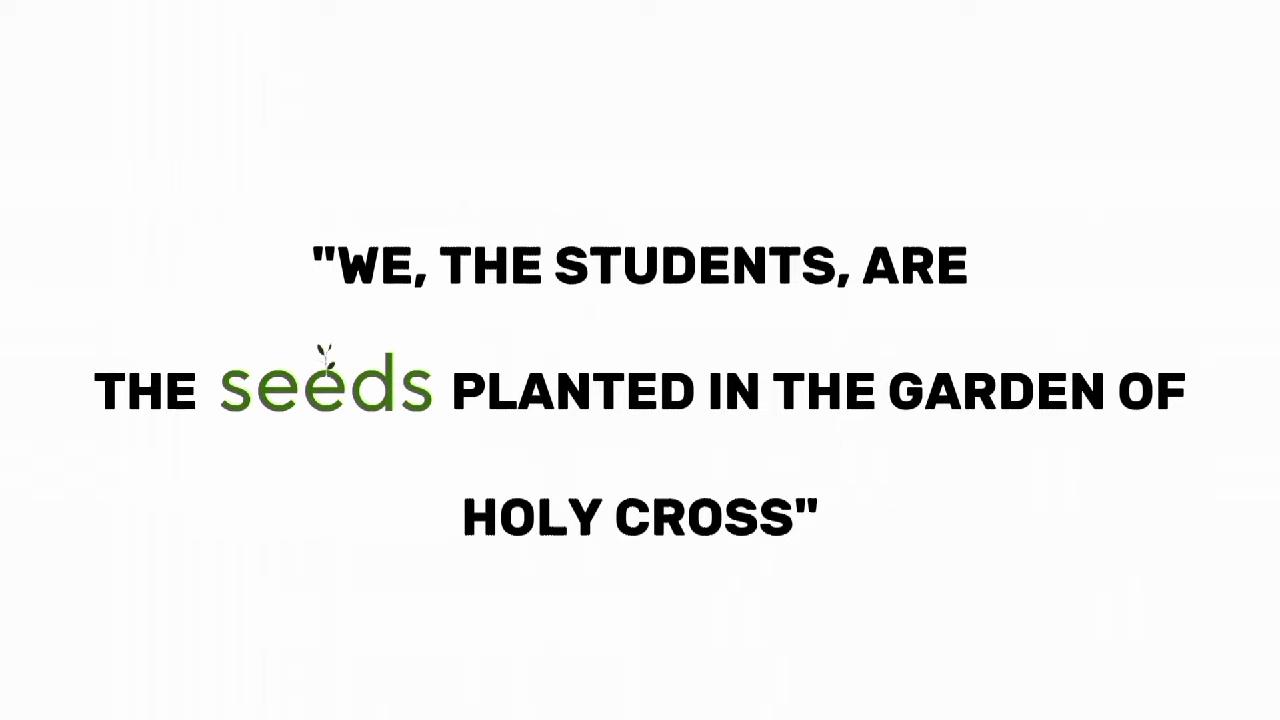 "WE, THE STUDENTS, ARE
THE seeds PLANTED IN THE GARDEN OF
HOLY CROSS"